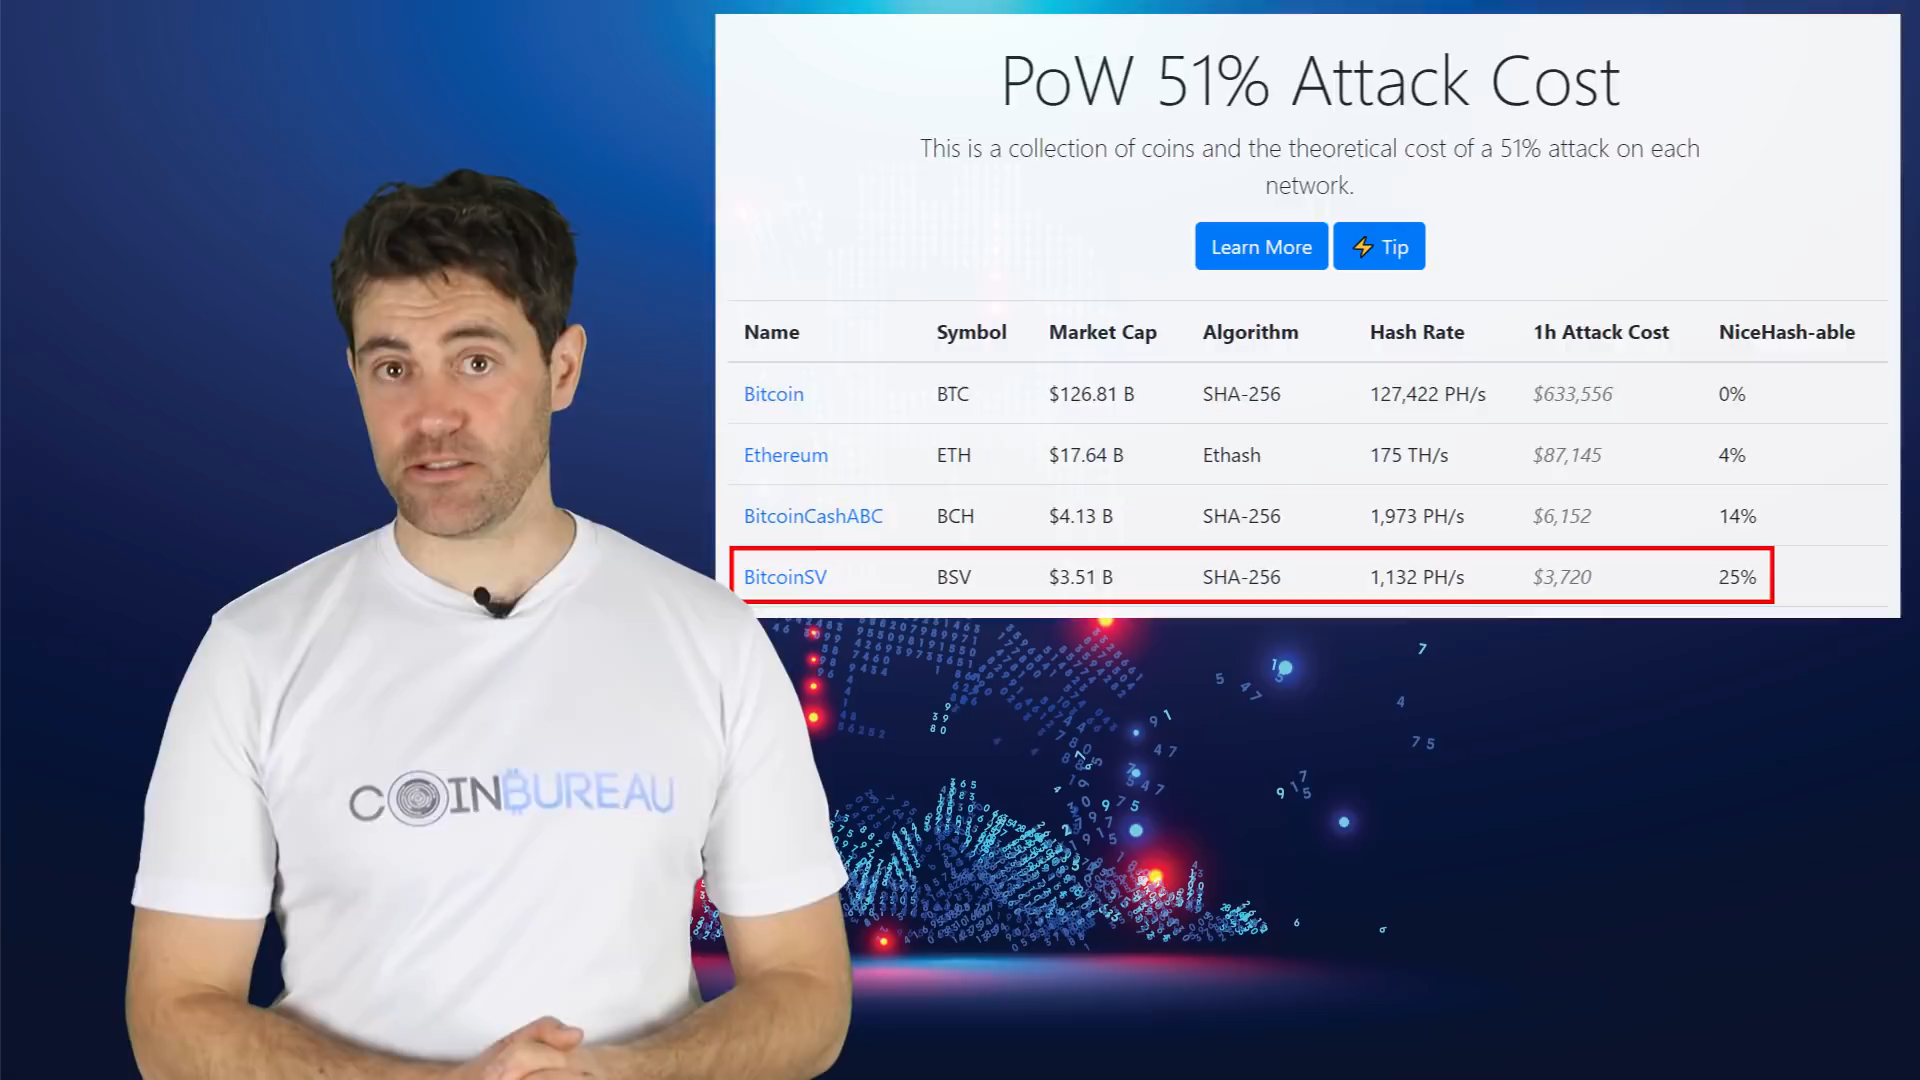 PoW 51% Attack Cost
This is a collection of coins and the theoretical cost of a 51% attack on each
network.
Learn More ⚡ Tip
Name Symbol Market Cap Algorithm Hash Rate 1h Attack Cost NiceHash-able
Bitcoin BTC $126.81 B SHA-256 127,422 PH/s $633,556 0%
Ethereum ETH $17.64 B Ethash 175 TH/s $87,145 4%
BitcoinCashABC BCH $4.13 B SHA-256 1,973 PH/s $6,152 14%
BitcoinSV BSV $3.51 B SHA-256 1,132 PH/s $3,720 25%
COINBUREAU